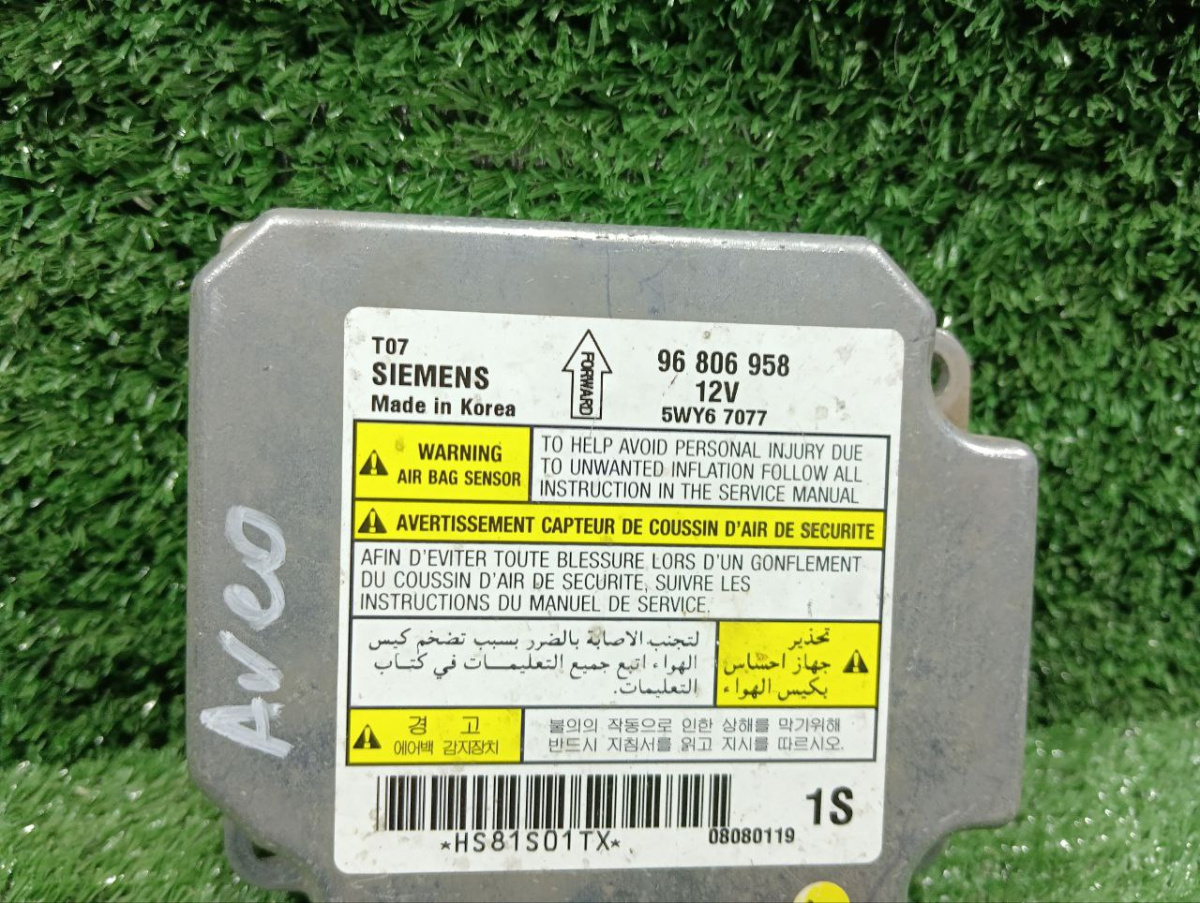 T07
SIEMENS
Made in Korea
FORWARD
96 806 958
12V
5WY6 7077
WARNING
AIR BAG SENSOR
TO HELP AVOID PERSONAL INJURY DUE
TO UNWANTED INFLATION FOLLOW ALL
INSTRUCTION IN THE SERVICE MANUAL
AVERTISSEMENT CAPTEUR DE COUSSIN D'AIR DE SECURITE
AFIN D'EVITER TOUTE BLESSURE LORS D'UN GONFLEMENT
DU COUSSIN D'AIR DE SECURITE, SUIVRE LES
INSTRUCTIONS DU MANUEL DE SERVICE.
تحذير
جهاز احساس
بكيس الهواء
لتجنب الاصابة بالضرر بسبب تضخم كيس
الهواء اتبع جميع التعليمات في كتاب
التعليمات.
경 고
에어백 감지장치
불의의 작동으로 인한 상해를 막기위해
반드시 지침서를 읽고 지시를 따르시오.
*HS81S01TX*
08080119
1S
Aveo